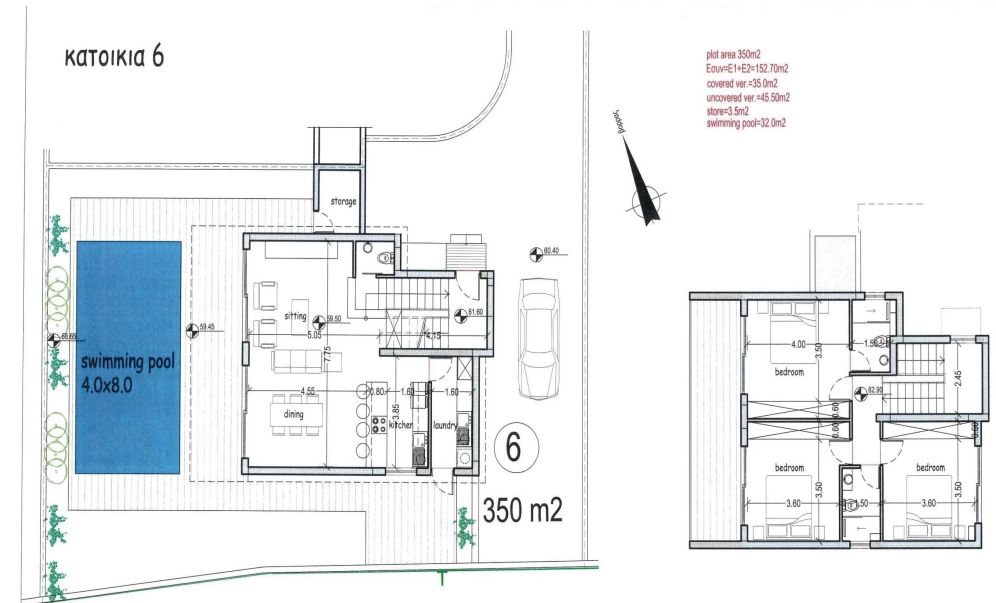 κατοικια 6
plot area 350m2
Εσυν=E1+E2=152.70m2
covered ver.=35.0m2
uncovered ver.=45.50m2
store=3.5m2
swimming pool=32.0m2
Βορράς
storage
60.40
sitting
59.50
61.60
59.45
5.05
4.15
7.75
swimming pool
4.0x8.0
4.55
0.80
1.60
1.60
3.85
dining
kitchen
laundry
6
350 m2
4.00
3.50
1.50
bedroom
62.90
2.45
0.60
0.60
0.60
bedroom
bedroom
3.60
3.50
1.50
3.60
3.50